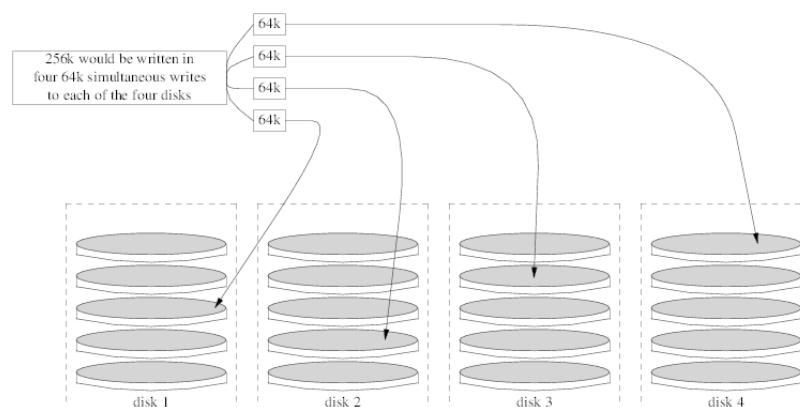 64k
256k would be written in
four 64k simultaneous writes
to each of the four disks
64k
64k
64k
disk 1
disk 2
disk 3
disk 4